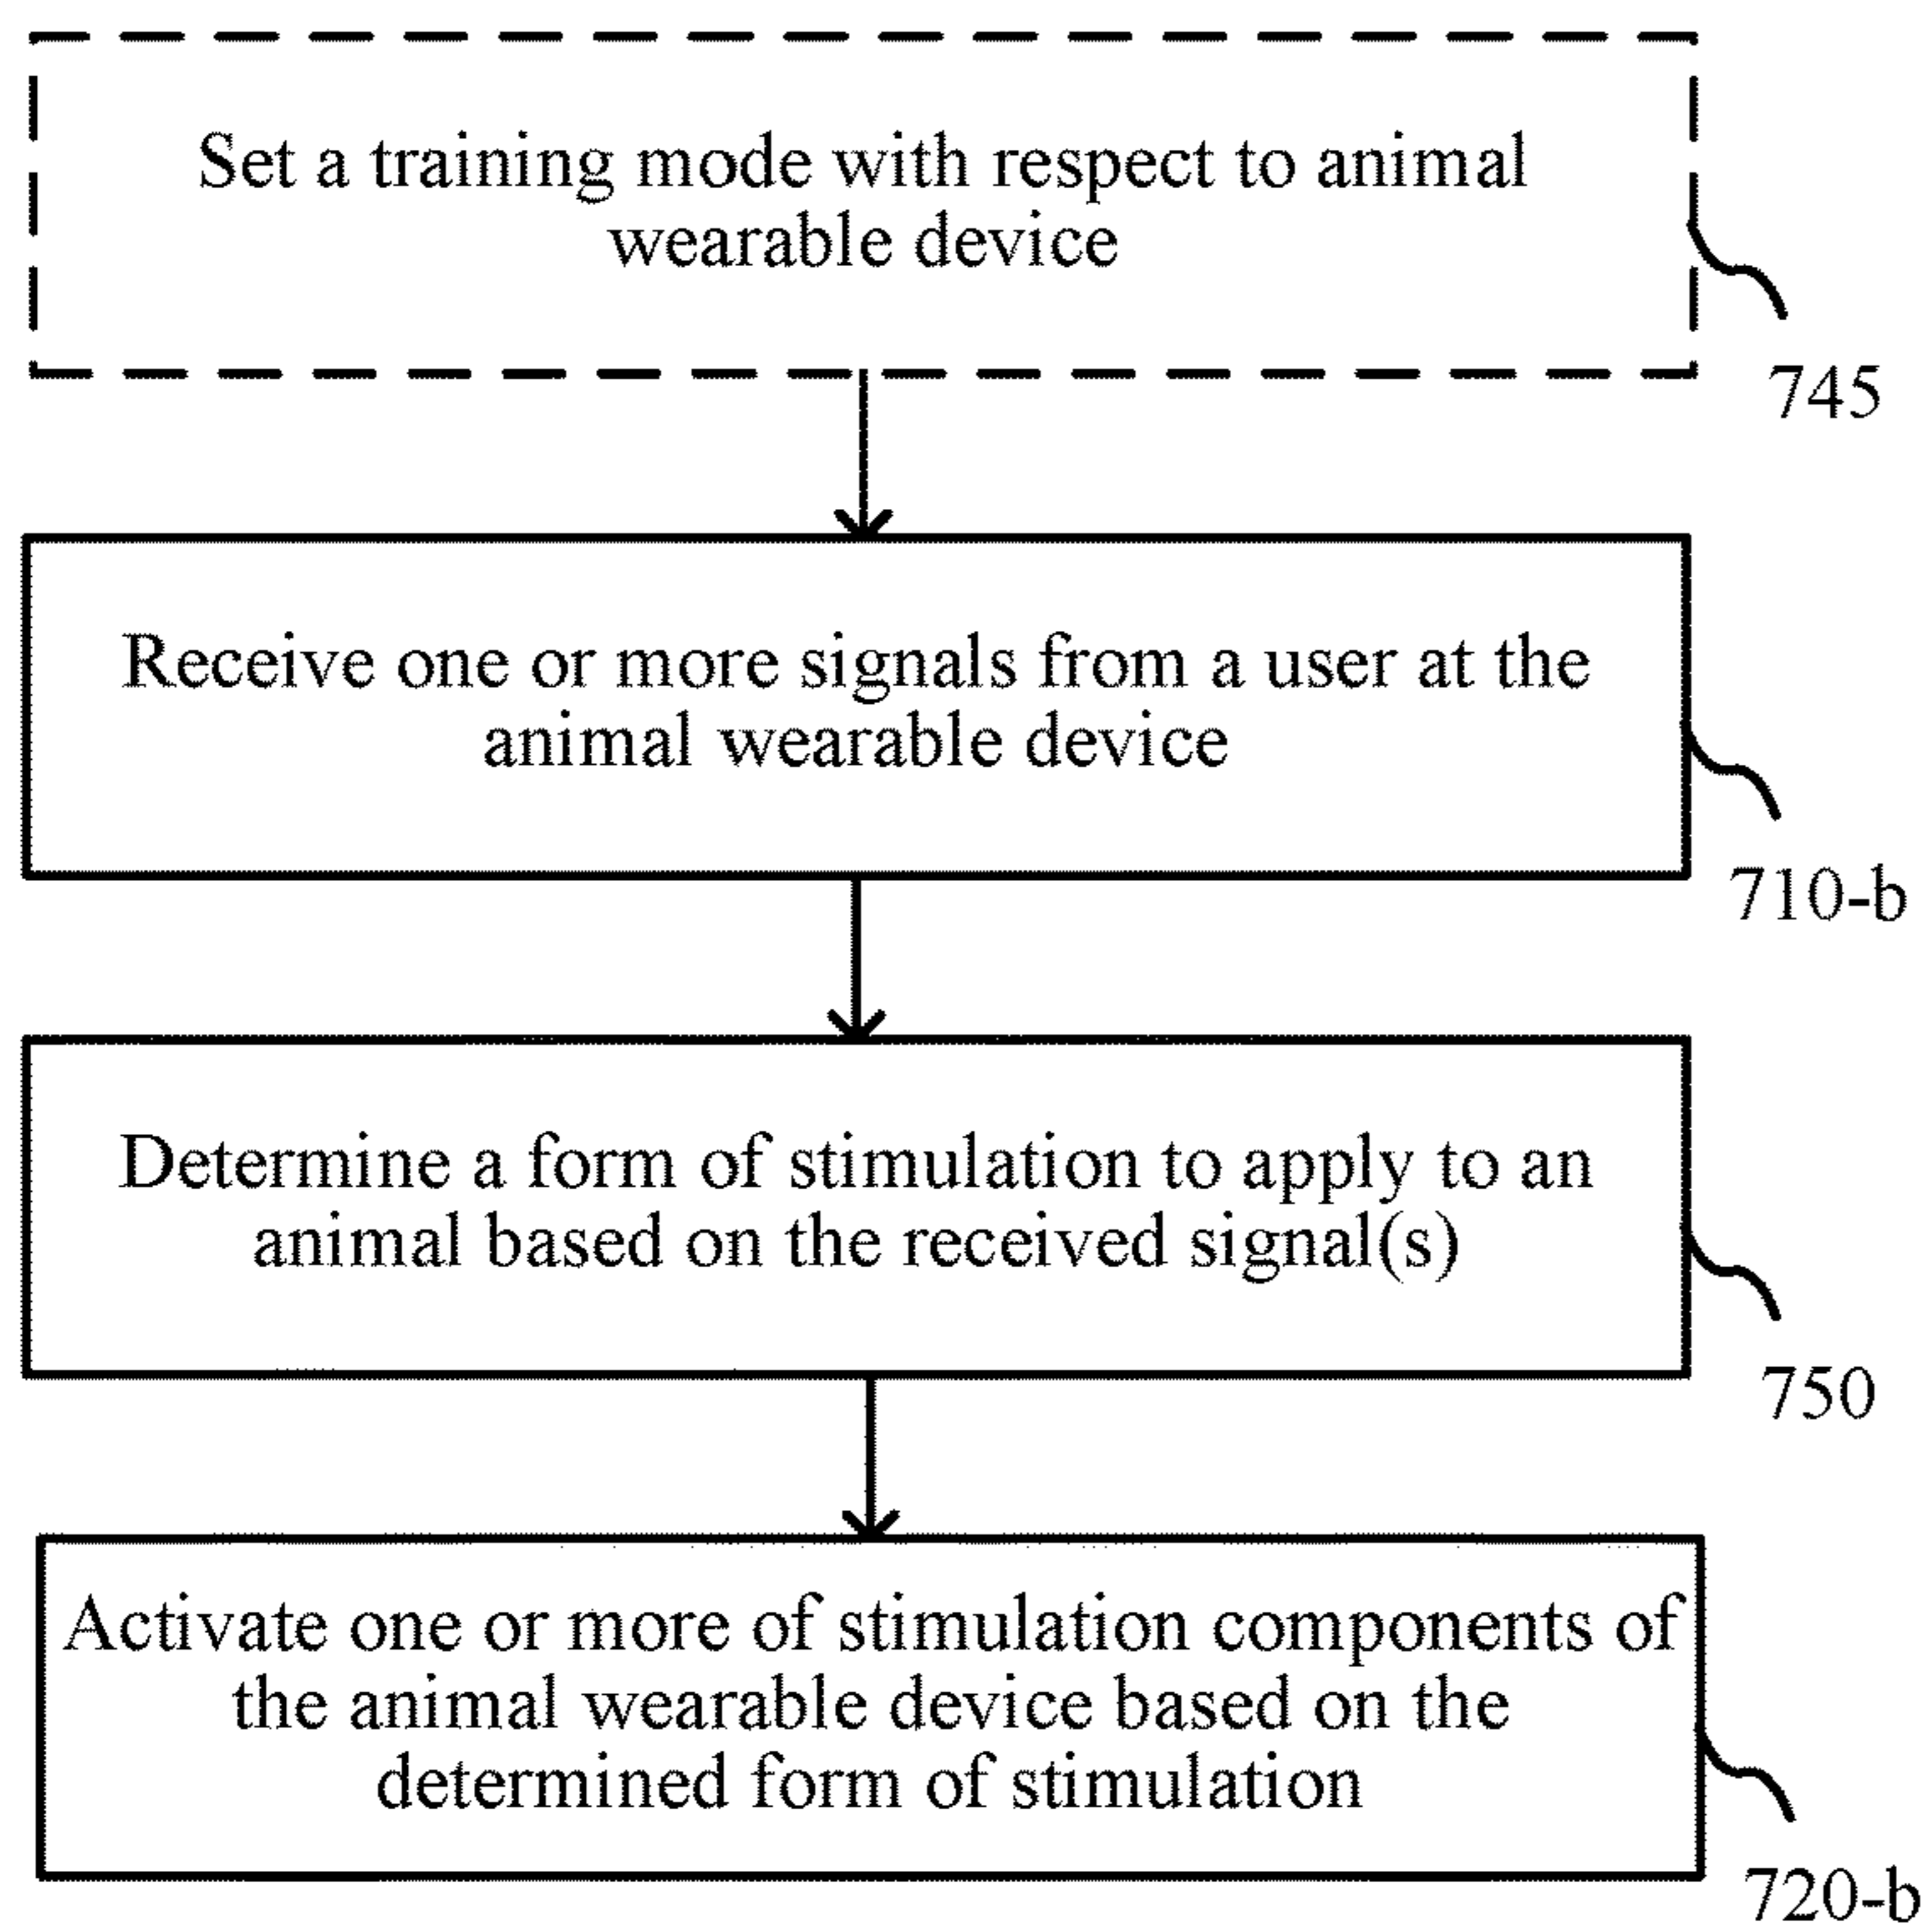 Set a training mode with respect to animal
wearable device
745
Receive one or more signals from a user at the
animal wearable device
710-b
Determine a form of stimulation to apply to an
animal based on the received signal(s)
750
Activate one or more of stimulation components of
the animal wearable device based on the
determined form of stimulation
720-b